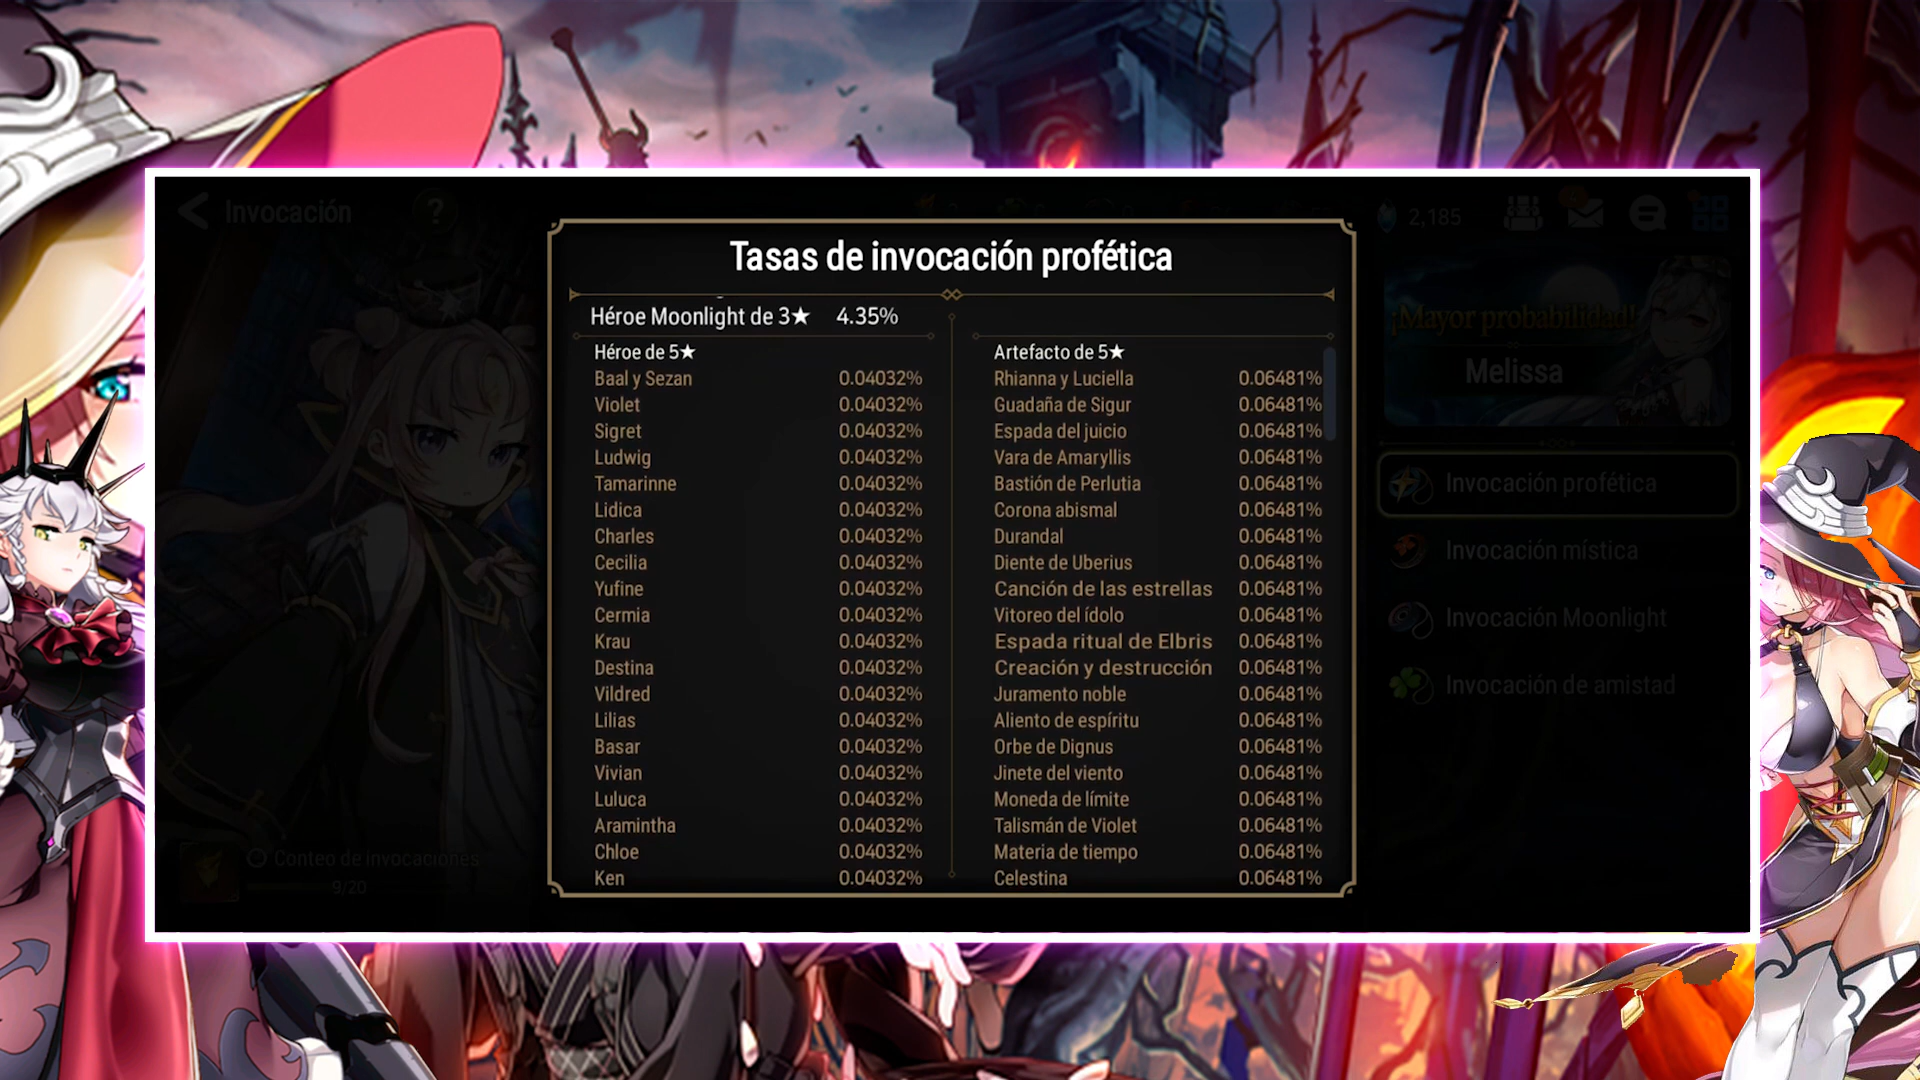 Invocación
?
2,185
Tasas de invocación profética
Héroe Moonlight de 3★ 4.35%
Héroe de 5★
Baal y Sezan 0.04032%
Violet 0.04032%
Sigret 0.04032%
Ludwig 0.04032%
Tamarinne 0.04032%
Lidica 0.04032%
Charles 0.04032%
Cecilia 0.04032%
Yufine 0.04032%
Cermia 0.04032%
Krau 0.04032%
Destina 0.04032%
Vildred 0.04032%
Lilias 0.04032%
Basar 0.04032%
Vivian 0.04032%
Luluca 0.04032%
Aramintha 0.04032%
Chloe 0.04032%
Ken 0.04032%
Artefacto de 5★
Rhianna y Luciella 0.06481%
Guadaña de Sigur 0.06481%
Espada del juicio 0.06481%
Vara de Amaryllis 0.06481%
Bastión de Perlutia 0.06481%
Corona abismal 0.06481%
Durandal 0.06481%
Diente de Uberius 0.06481%
Canción de las estrellas 0.06481%
Vitoreo del ídolo 0.06481%
Espada ritual de Elbris 0.06481%
Creación y destrucción 0.06481%
Juramento noble 0.06481%
Aliento de espíritu 0.06481%
Orbe de Dignus 0.06481%
Jinete del viento 0.06481%
Moneda de límite 0.06481%
Talismán de Violet 0.06481%
Materia de tiempo 0.06481%
Celestina 0.06481%
¡Mayor probabilidad!
Melissa
Invocación profética
Invocación mística
Invocación Moonlight
Invocación de amistad
Conteo de invocaciones
9/20